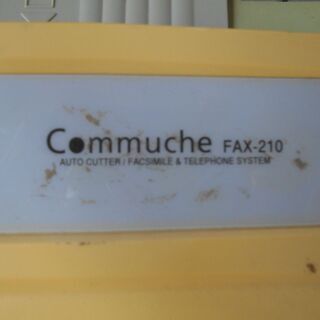 Commuche FAX-210
AUTO CUTTER / FACSIMILE & TELEPHONE SYSTEM